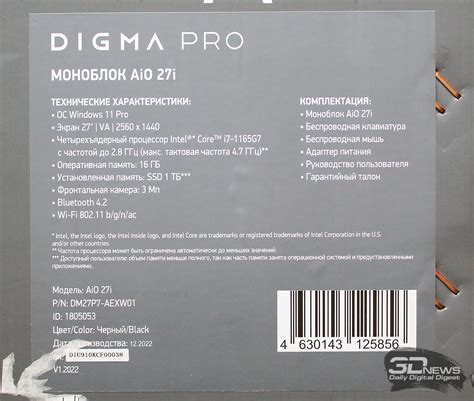 DIGMA PRO
МОНОБЛОК AiO 27i
ТЕХНИЧЕСКИЕ ХАРАКТЕРИСТИКИ:
• ОС Windows 11 Pro
• Экран 27" | VA | 2560 x 1440
• Четырехъядерный процессор Intel®* Core™ i7-1165G7
с частотой до 2.8 ГГц (макс. тактовая частота 4.7 ГГц)**
• Оперативная память: 16 ГБ
• Установленная память: SSD 1 ТБ***
• Фронтальная камера: 3 Мп
• Bluetooth 4.2
• Wi-Fi 802.11 b/g/n/ac
КОМПЛЕКТАЦИЯ:
• Моноблок AiO 27i
• Беспроводная клавиатура
• Беспроводная мышь
• Адаптер питания
• Руководство пользователя
• Гарантийный талон
* Intel, the Intel logo, the Intel Inside logo, and Intel Core are trademarks or registered trademarks of Intel Corporation in the U.S.
and/or other countries.
** Частота процессора может быть ограничена автоматически до меньших значений.
*** Доступный пользователю объем памяти меньше полного, так как часть памяти занята операционной системой и предустановленными
приложениями.
Модель: AiO 27i
P/N: DM27P7-AEXW01
ID: 1805053
Цвет/Color: Черный/Black
Дата производства: 12.2022
D1U910KCF00038
V1.2022
4 630143 125856
3DNEWS
Daily Digital Digest